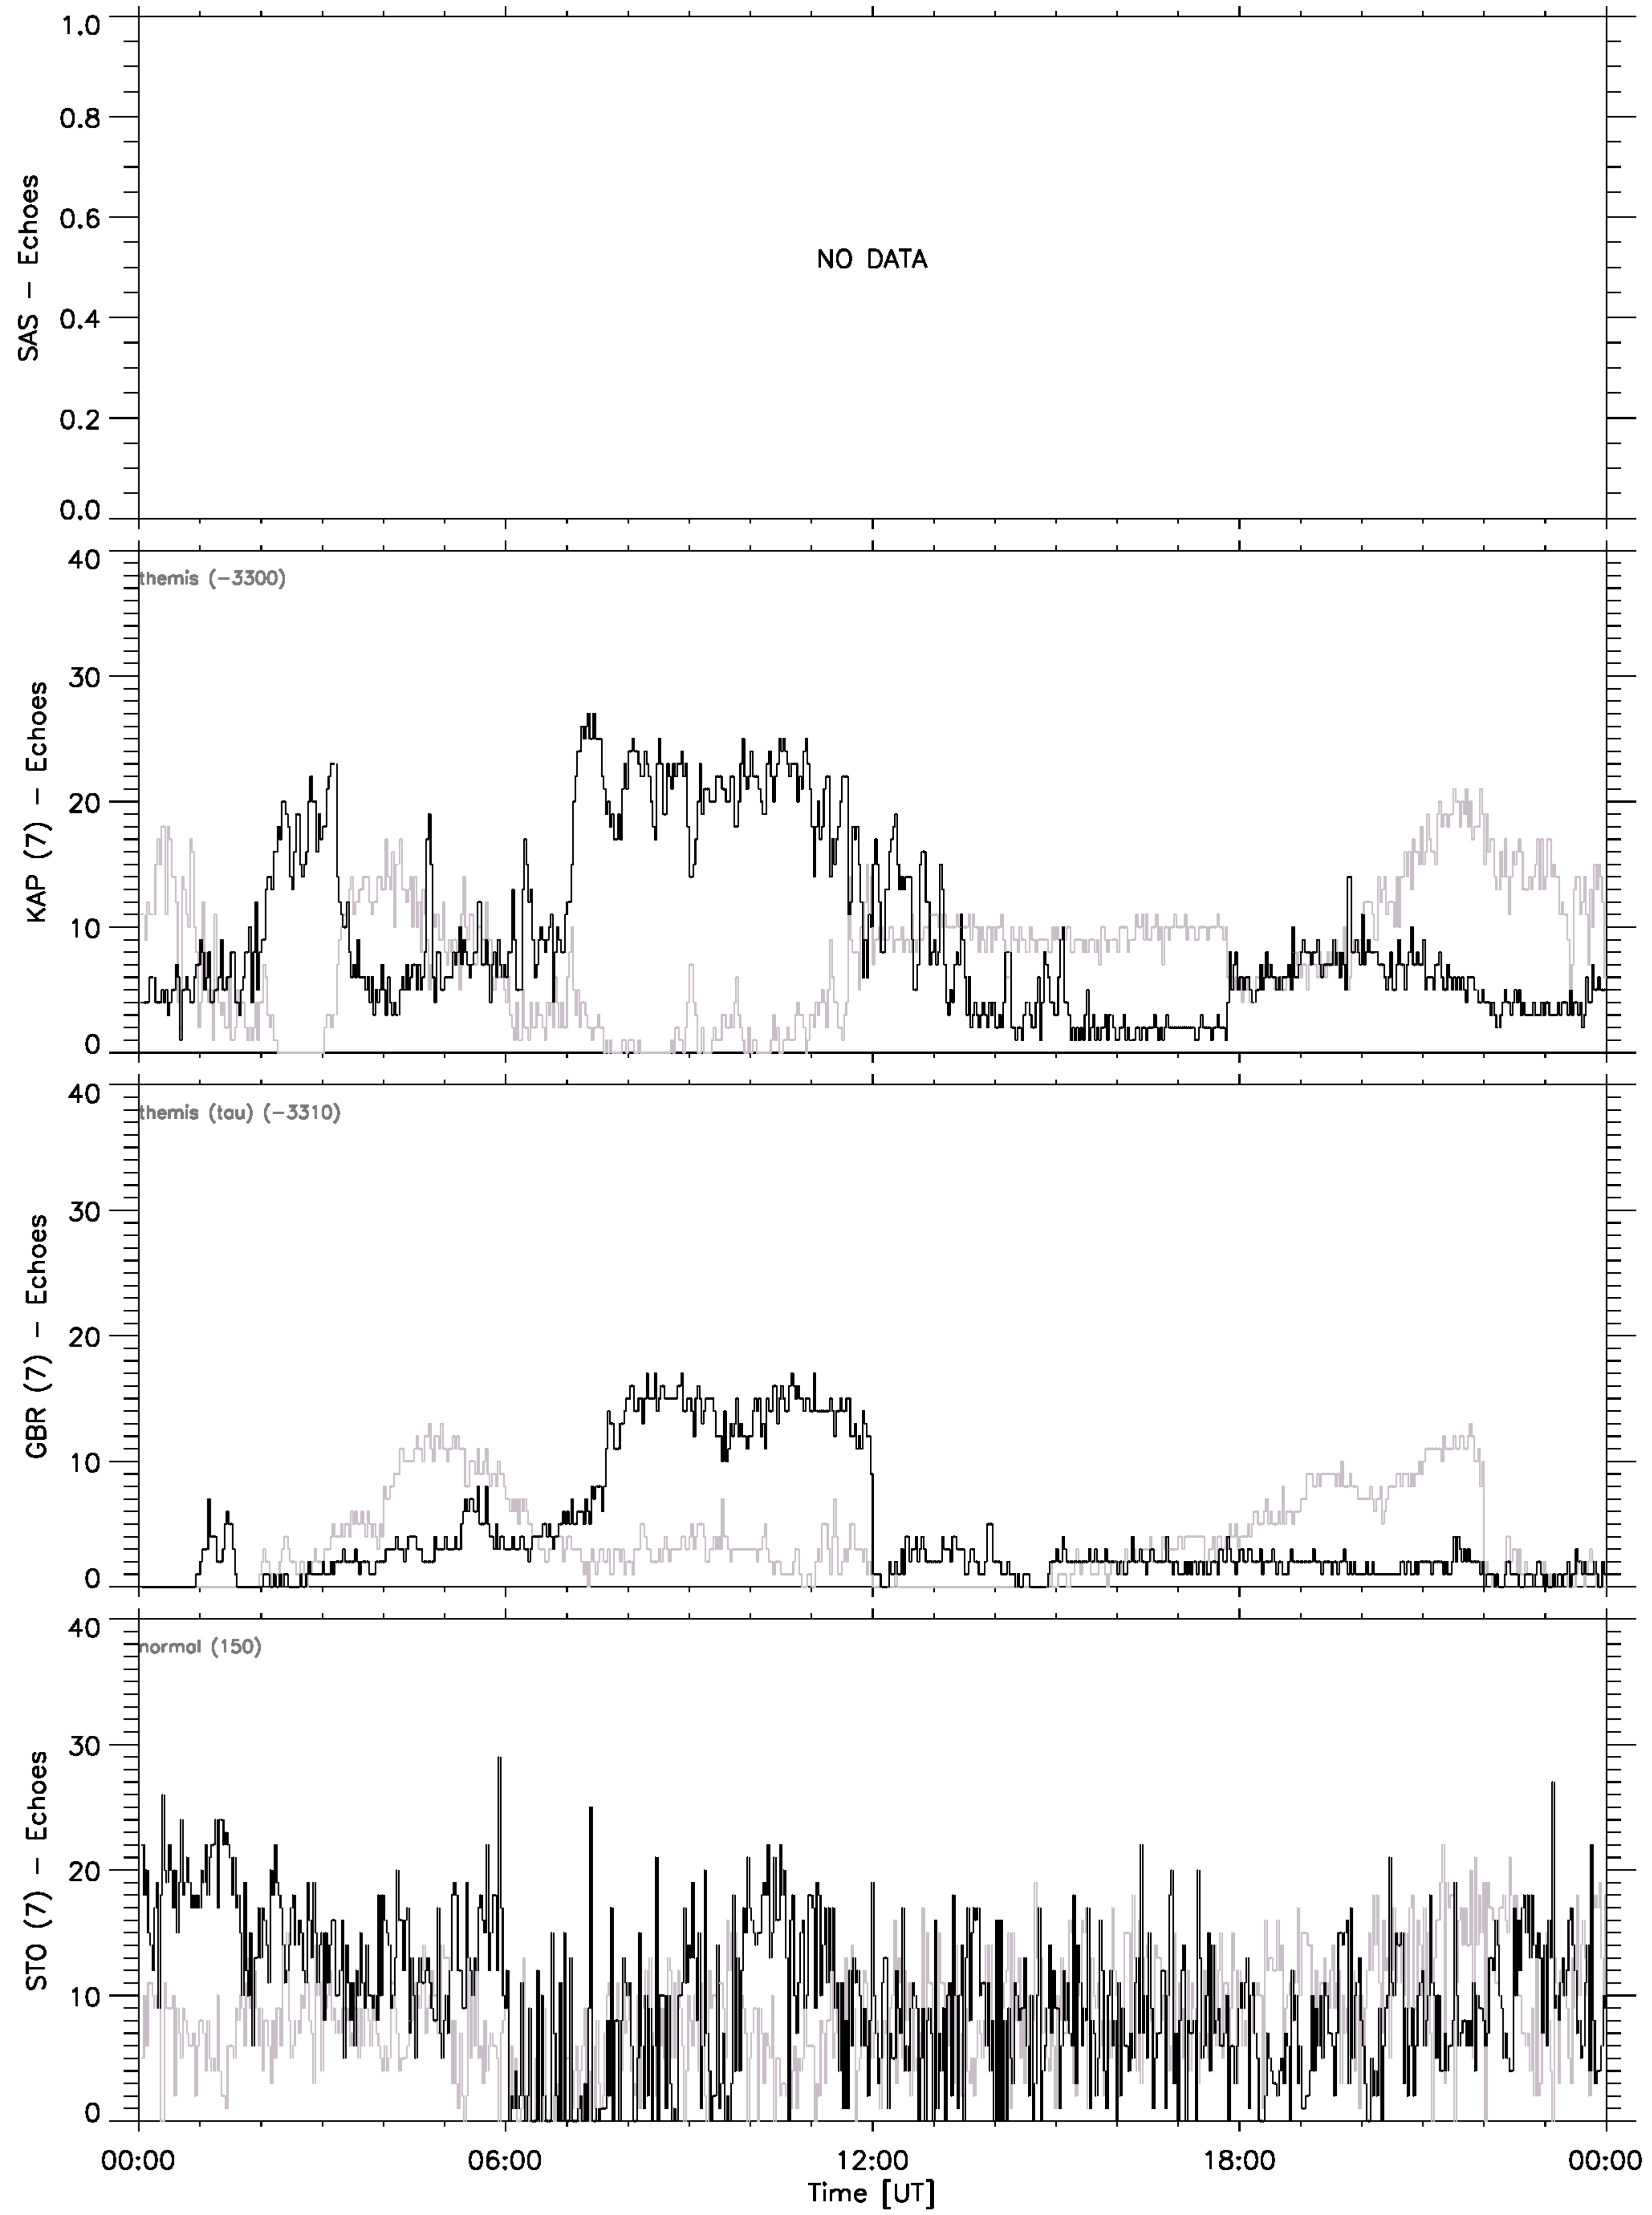 1.0
0.8
0.6
0.4
0.2
0.0
SAS – Echoes
NO DATA
40
30
20
10
0
KAP (7) – Echoes
themis (−3300)
40
30
20
10
0
GBR (7) – Echoes
themis (tau) (−3310)
40
30
20
10
0
STO (7) – Echoes
normal (150)
00:00 06:00 12:00 18:00 00:00
Time [UT]